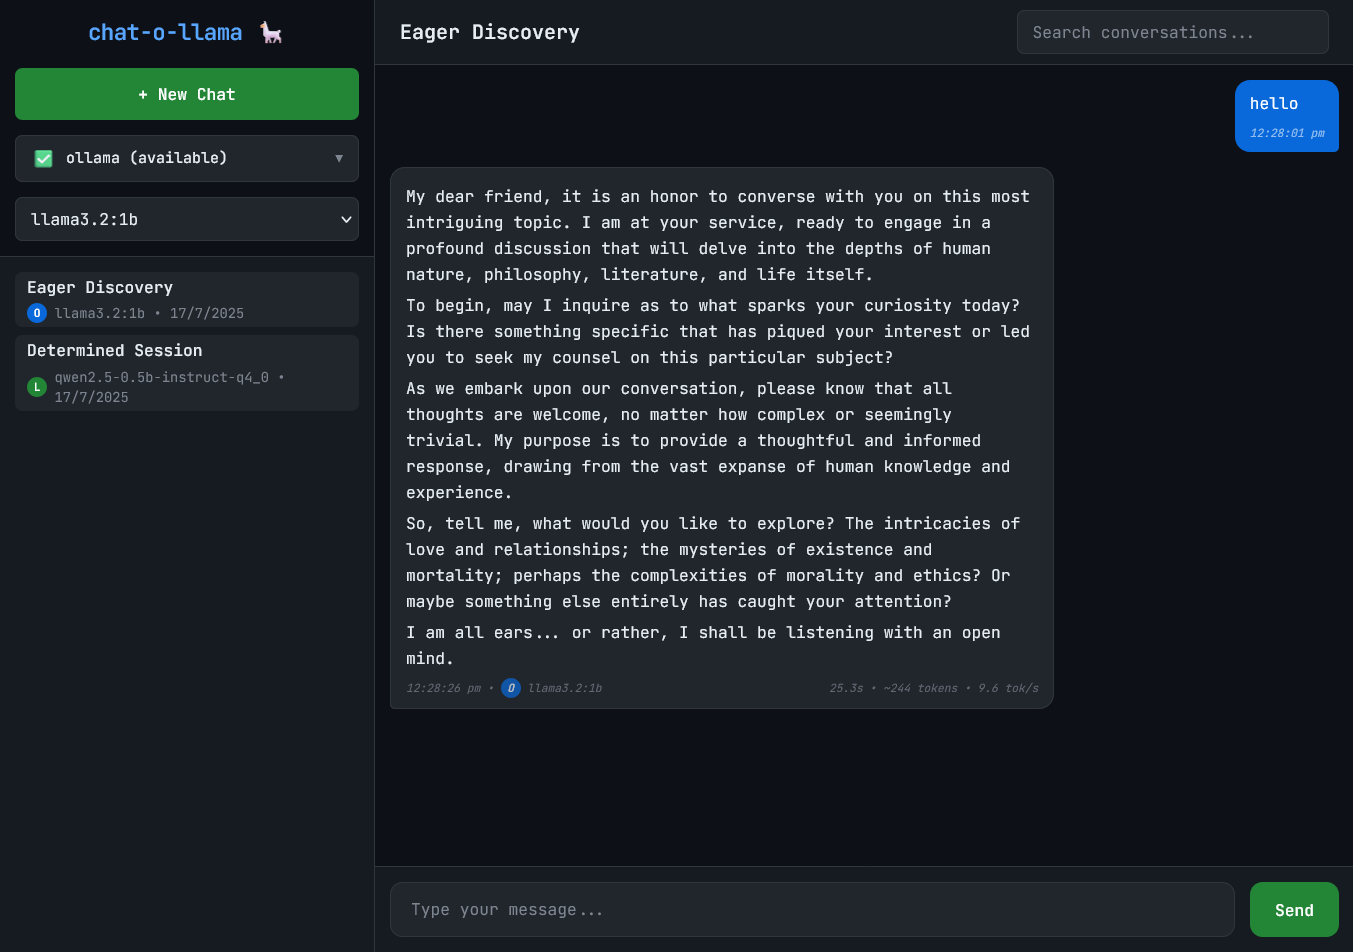 chat-o-llama 🦙
+ New Chat
✅ ollama (available) ▼
llama3.2:1b
Eager Discovery
O llama3.2:1b • 17/7/2025
Determined Session
L qwen2.5-0.5b-instruct-q4_0 •
17/7/2025
Eager Discovery
Search conversations...
hello
12:28:01 pm
My dear friend, it is an honor to converse with you on this most
intriguing topic. I am at your service, ready to engage in a
profound discussion that will delve into the depths of human
nature, philosophy, literature, and life itself.
To begin, may I inquire as to what sparks your curiosity today?
Is there something specific that has piqued your interest or led
you to seek my counsel on this particular subject?
As we embark upon our conversation, please know that all
thoughts are welcome, no matter how complex or seemingly
trivial. My purpose is to provide a thoughtful and informed
response, drawing from the vast expanse of human knowledge and
experience.
So, tell me, what would you like to explore? The intricacies of
love and relationships; the mysteries of existence and
mortality; perhaps the complexities of morality and ethics? Or
maybe something else entirely has caught your attention?
I am all ears... or rather, I shall be listening with an open
mind.
12:28:26 pm • O llama3.2:1b 25.3s • ~244 tokens • 9.6 tok/s
Type your message...
Send